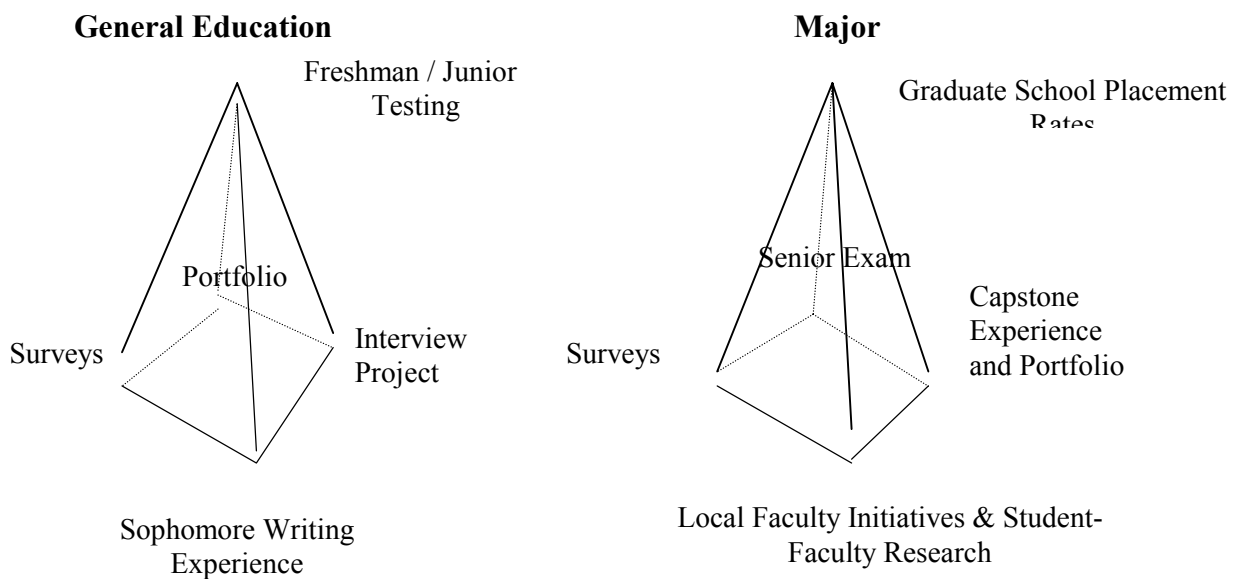 General Education
Freshman / Junior
Testing
Portfolio
Surveys
Interview
Project
Sophomore Writing
Experience
Major
Graduate School Placement
Rates
Senior Exam
Surveys
Capstone
Experience
and Portfolio
Local Faculty Initiatives & Student-
Faculty Research